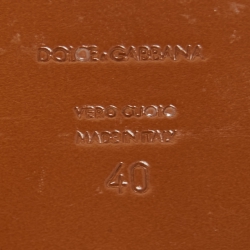 DOLCE & GABBANA
VERO CUOIO
MADE IN ITALY
40